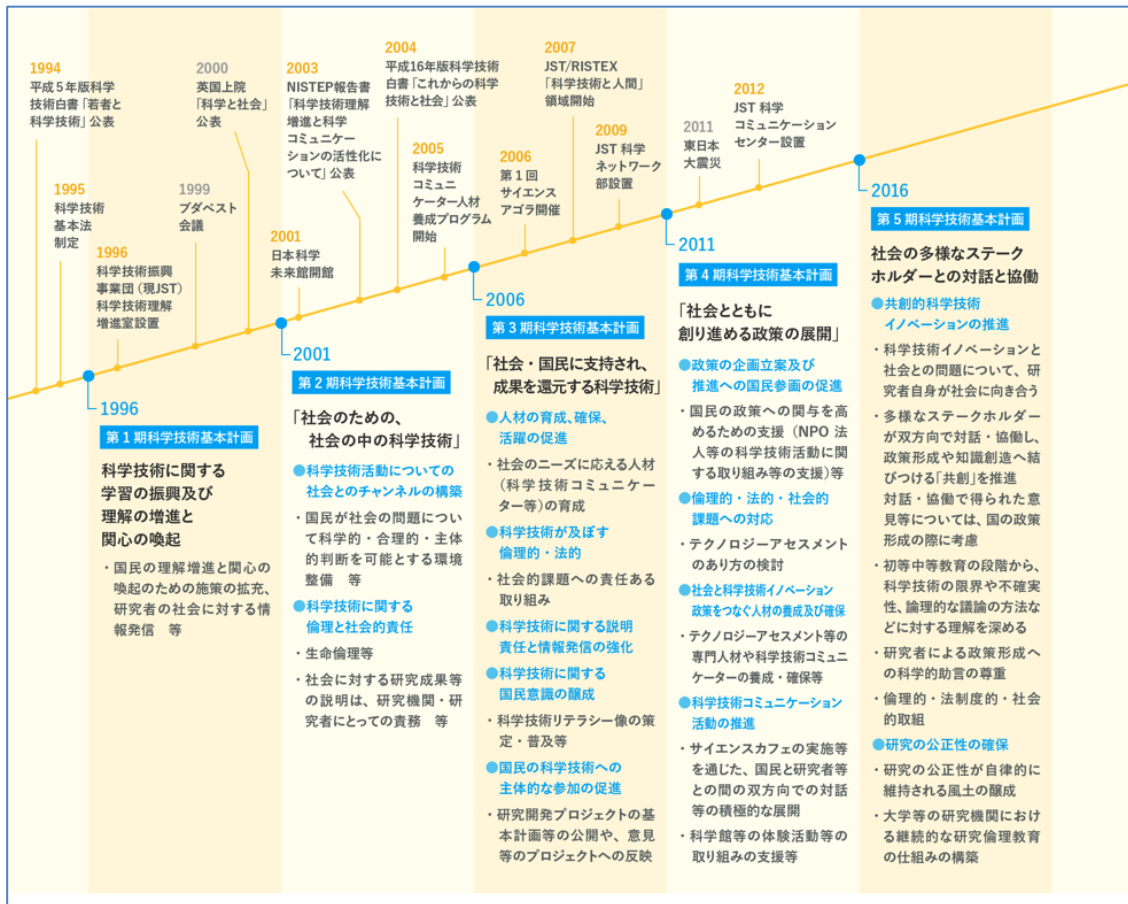 1994
平成5年版科学
技術白書「若者と
科学技術」公表
1995
科学技術
基本法
制定
1996
科学技術振興
事業団（現JST）
科学技術理解
増進室設置
1999
ブダペスト
会議
2000
英国上院
「科学と社会」
公表
2001
日本科学
未来館開館
2003
NISTEP報告書
「科学技術理解
増進と科学
コミュニケー
ションの活性化に
ついて」公表
2004
平成16年版科学技術
白書「これからの科学
技術と社会」公表
2005
科学技術
コミュニ
ケーター人材
養成プログラム
開始
2006
第1回
サイエンス
アゴラ開催
2007
JST/RISTEX
「科学技術と人間」
領域開始
2009
JST 科学
ネットワーク
部設置
2011
東日本
大震災
2012
JST 科学
コミュニケーション
センター設置
1996
第1期科学技術基本計画
科学技術に関する
学習の振興及び
理解の増進と
関心の喚起
・国民の理解増進と関心の
喚起のための施策の拡充、
研究者の社会に対する情
報発信 等
2001
第2期科学技術基本計画
「社会のための、
社会の中の科学技術」
●科学技術活動についての
社会とのチャンネルの構築
・国民が社会の問題につい
て科学的・合理的・主体
的判断を可能とする環境
整備 等
●科学技術に関する
倫理と社会的責任
・生命倫理等
・社会に対する研究成果等
の説明は、研究機関・研
究者にとっての責務 等
2006
第3期科学技術基本計画
「社会・国民に支持され、
成果を還元する科学技術」
●人材の育成、確保、
活躍の促進
・社会のニーズに応える人材
（科学技術コミュニケー
ター等）の育成
●科学技術が及ぼす
倫理的・法的
・社会的課題への責任ある
取り組み
●科学技術に関する説明
責任と情報発信の強化
●科学技術に関する
国民意識の醸成
・科学技術リテラシー像の策
定・普及等
●国民の科学技術への
主体的な参加の促進
・研究開発プロジェクトの基
本計画等の公開や、意見
等のプロジェクトへの反映
2011
第4期科学技術基本計画
「社会とともに
創り進める政策の展開」
●政策の企画立案及び
推進への国民参画の促進
・国民の政策への関与を高
めるための支援（NPO 法
人等の科学技術活動に関
する取り組み等の支援）等
●倫理的・法的・社会的
課題への対応
・テクノロジーアセスメント
のあり方の検討
●社会と科学技術イノベーション
政策をつなぐ人材の養成及び確保
・テクノロジーアセスメント等の
専門人材や科学技術コミュニ
ケーターの養成・確保等
●科学技術コミュニケーション
活動の推進
・サイエンスカフェの実施等
を通じた、国民と研究者等
との間の双方向での対話
等の積極的な展開
・科学館等の体験活動等の
取り組みの支援等
2016
第5期科学技術基本計画
社会の多様なステーク
ホルダーとの対話と協働
●共創的科学技術
イノベーションの推進
・科学技術イノベーションと
社会との問題について、研
究者自身が社会に向き合う
・多様なステークホルダー
が双方向で対話・協働し、
政策形成や知識創造へ結
びつける「共創」を推進
対話・協働で得られた意
見等については、国の政策
形成の際に考慮
・初等中等教育の段階から、
科学技術の限界や不確実
性、論理的な議論の方法な
どに対する理解を深める
・研究者による政策形成へ
の科学的助言の尊重
・倫理的・法制度的・社会
的取組
●研究の公正性の確保
・研究の公正性が自律的に
維持される風土の醸成
・大学等の研究機関におけ
る継続的な研究倫理教育
の仕組みの構築